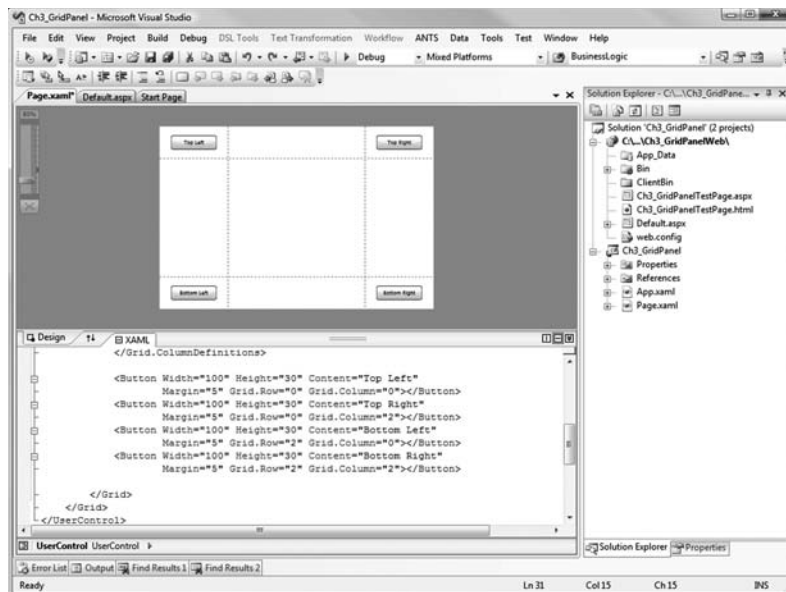 Ch3_GridPanel - Microsoft Visual Studio
File Edit View Project Build Debug DSL Tools Text Transformation Workflow ANTS Data Tools Test Window Help
Debug Mixed Platforms BusinessLogic
Page.xaml* Default.aspx Start Page
Top Left Top Right
Bottom Left Bottom Right
Design XAML
</Grid.ColumnDefinitions>
<Button Width="100" Height="30" Content="Top Left"
Margin="5" Grid.Row="0" Grid.Column="0"></Button>
<Button Width="100" Height="30" Content="Top Right"
Margin="5" Grid.Row="0" Grid.Column="2"></Button>
<Button Width="100" Height="30" Content="Bottom Left"
Margin="5" Grid.Row="2" Grid.Column="0"></Button>
<Button Width="100" Height="30" Content="Bottom Right"
Margin="5" Grid.Row="2" Grid.Column="2"></Button>
</Grid>
</Grid>
</UserControl>
UserControl UserControl
Solution Explorer - C:\...\Ch3_GridPane...
Solution 'Ch3_GridPanel' (2 projects)
C:\...\Ch3_GridPanelWeb\
App_Data
Bin
ClientBin
Ch3_GridPanelTestPage.aspx
Ch3_GridPanelTestPage.html
Default.aspx
web.config
Ch3_GridPanel
Properties
References
App.xaml
Page.xaml
Solution Explorer Properties
Error List Output Find Results 1 Find Results 2
Ready Ln 31 Col 15 Ch 15 INS